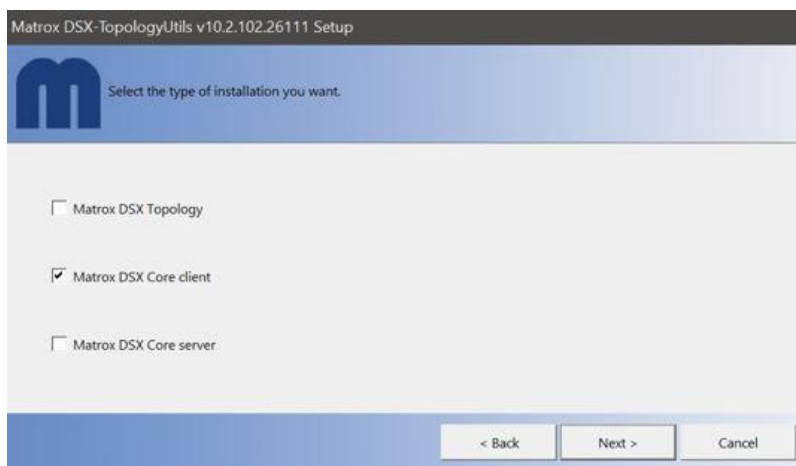 Matrox DSX-TopologyUtils v10.2.102.26111 Setup
Select the type of installation you want.
Matrox DSX Topology
Matrox DSX Core client
Matrox DSX Core server
< Back
Next >
Cancel